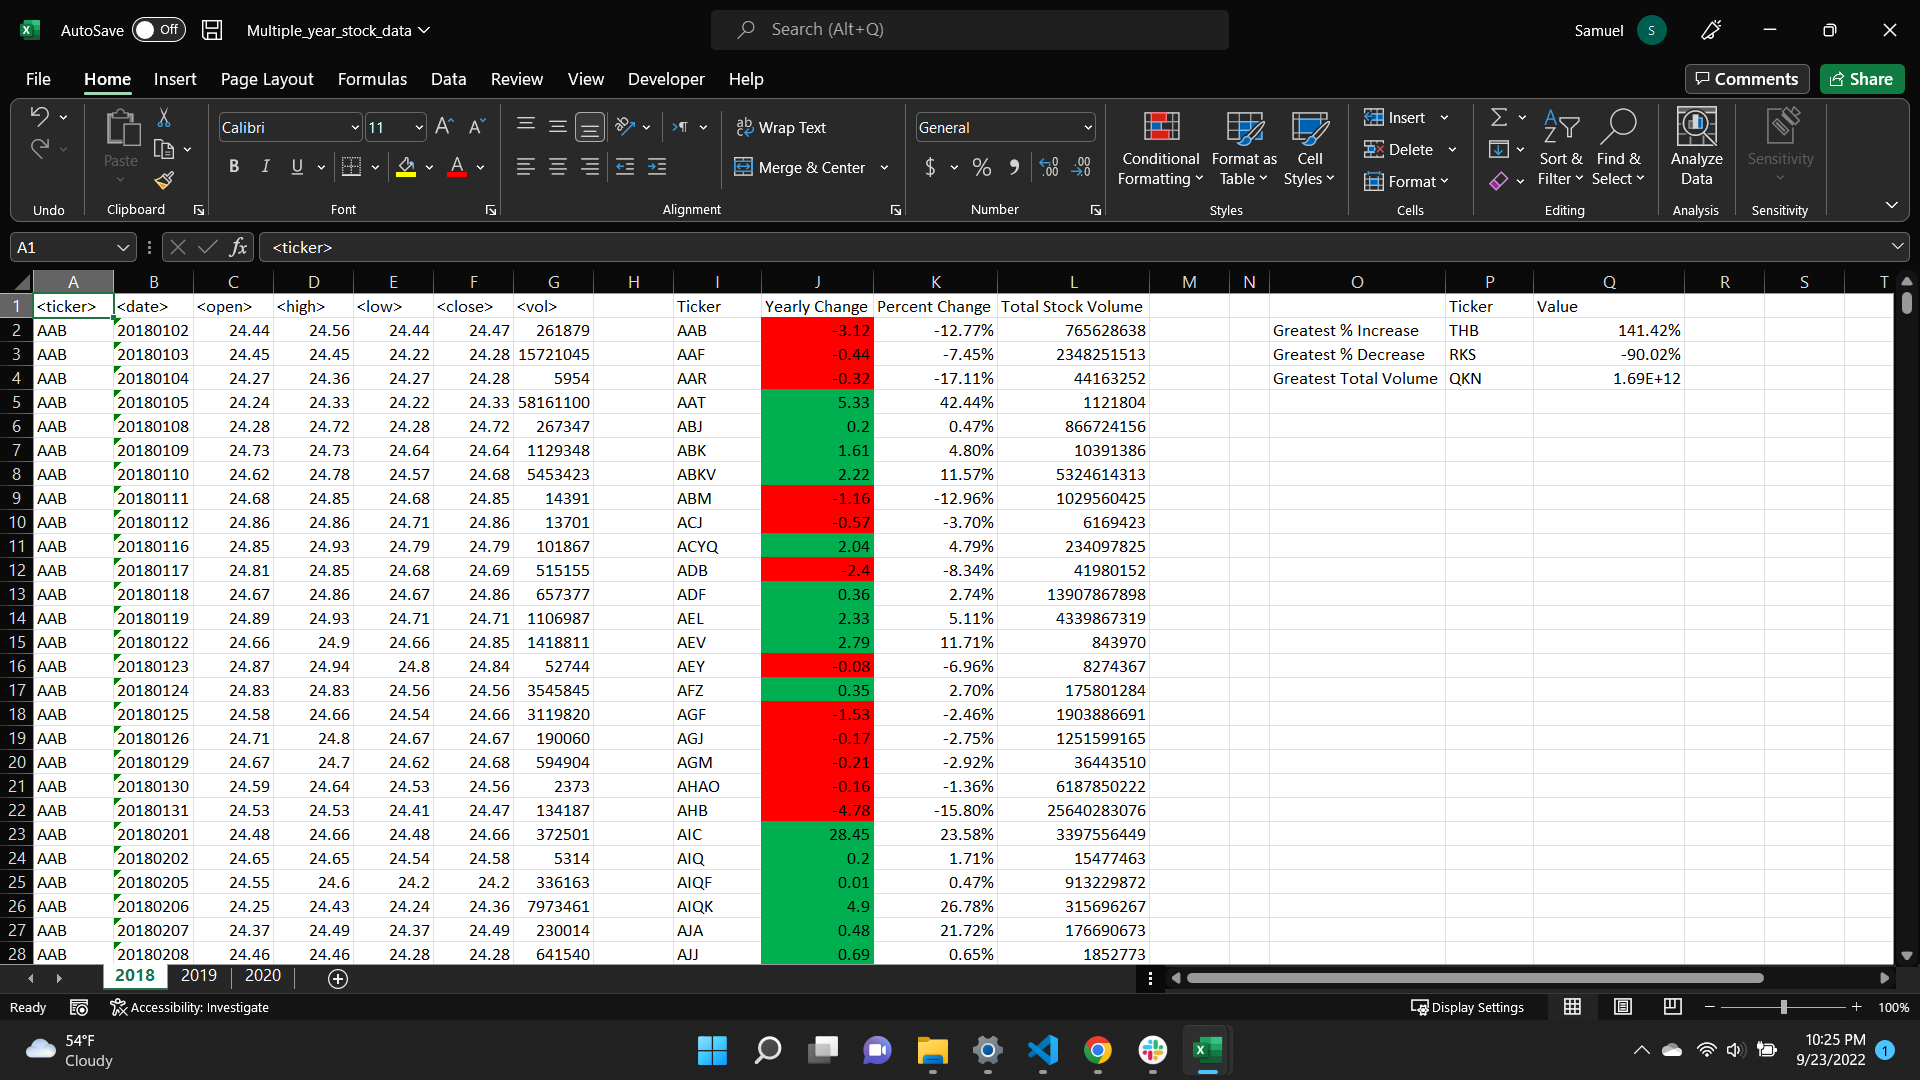 AutoSave Off Multiple_year_stock_data Search (Alt+Q) Samuel S
File Home Insert Page Layout Formulas Data Review View Developer Help Comments Share
Calibri 11 Wrap Text General Insert
Paste Conditional Formatting Format as Table Cell Styles Delete Sort & Filter Find & Select Analyze Data Sensitivity
B I U A Merge & Center $ % Format
Undo Clipboard Font Alignment Number Styles Cells Editing Analysis Sensitivity
A1 fx <ticker>
A B C D E F G H I J K L M N O P Q R S T
1 <ticker> <date> <open> <high> <low> <close> <vol> Ticker Yearly Change Percent Change Total Stock Volume Ticker Value
2 AAB 20180102 24.44 24.56 24.44 24.47 261879 AAB -3.12 -12.77% 765628638 Greatest % Increase THB 141.42%
3 AAB 20180103 24.45 24.45 24.22 24.28 15721045 AAF -0.44 -7.45% 2348251513 Greatest % Decrease RKS -90.02%
4 AAB 20180104 24.27 24.36 24.27 24.28 5954 AAR -0.32 -17.11% 44163252 Greatest Total Volume QKN 1.69E+12
5 AAB 20180105 24.24 24.33 24.22 24.33 58161100 AAT 5.33 42.44% 1121804
6 AAB 20180108 24.28 24.72 24.28 24.72 267347 ABJ 0.2 0.47% 866724156
7 AAB 20180109 24.73 24.73 24.64 24.64 1129348 ABK 1.61 4.80% 10391386
8 AAB 20180110 24.62 24.78 24.57 24.68 5453423 ABKV 2.22 11.57% 5324614313
9 AAB 20180111 24.68 24.85 24.68 24.85 14391 ABM -1.16 -12.96% 1029560425
10 AAB 20180112 24.86 24.86 24.71 24.86 13701 ACJ -0.57 -3.70% 6169423
11 AAB 20180116 24.85 24.93 24.79 24.79 101867 ACYQ 2.04 4.79% 234097825
12 AAB 20180117 24.81 24.85 24.68 24.69 515155 ADB -2.4 -8.34% 41980152
13 AAB 20180118 24.67 24.86 24.67 24.86 657377 ADF 0.36 2.74% 13907867898
14 AAB 20180119 24.89 24.93 24.71 24.71 1106987 AEL 2.33 5.11% 4339867319
15 AAB 20180122 24.66 24.9 24.66 24.85 1418811 AEV 2.79 11.71% 843970
16 AAB 20180123 24.87 24.94 24.8 24.84 52744 AEY -0.08 -6.96% 8274367
17 AAB 20180124 24.83 24.83 24.56 24.56 3545845 AFZ 0.35 2.70% 175801284
18 AAB 20180125 24.58 24.66 24.54 24.66 3119820 AGF -1.53 -2.46% 1903886691
19 AAB 20180126 24.71 24.8 24.67 24.67 190060 AGJ -0.17 -2.75% 1251599165
20 AAB 20180129 24.67 24.7 24.62 24.68 594904 AGM -0.21 -2.92% 36443510
21 AAB 20180130 24.59 24.64 24.53 24.56 2373 AHAO -0.16 -1.36% 6187850222
22 AAB 20180131 24.53 24.53 24.41 24.47 134187 AHB -4.78 -15.80% 25640283076
23 AAB 20180201 24.48 24.66 24.48 24.66 372501 AIC 28.45 23.58% 3397556449
24 AAB 20180202 24.65 24.65 24.54 24.58 5314 AIQ 0.2 1.71% 15477463
25 AAB 20180205 24.55 24.6 24.2 24.2 336163 AIQF 0.01 0.47% 913229872
26 AAB 20180206 24.25 24.43 24.24 24.36 7973461 AIQK 4.9 26.78% 315696267
27 AAB 20180207 24.37 24.49 24.37 24.49 230014 AJA 0.48 21.72% 176690673
28 AAB 20180208 24.46 24.46 24.28 24.28 641540 AJJ 0.69 0.65% 1852773
2018 2019 2020
Ready Accessibility: Investigate Display Settings 100%
54°F 10:25 PM
Cloudy 9/23/2022 1